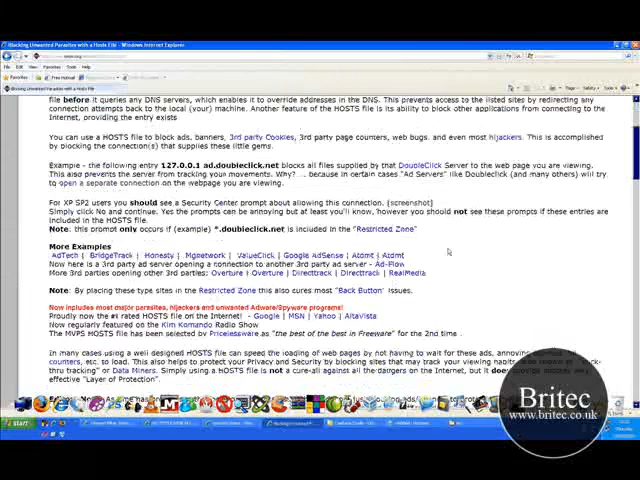 Blocking Unwanted Parasites with a Hosts File - Windows Internet Explorer
File Edit View Favorites Tools Help
Favorites Free Hotmail
Blocking Unwanted Parasites with a Hosts File
Page Safety Tools
file before it queries any DNS servers, which enables it to override addresses in the DNS. This prevents access to the listed sites by redirecting any
connection attempts back to the local (your) machine. Another feature of the HOSTS file is its ability to block other applications from connecting to the
Internet, providing the entry exists
You can use a HOSTS file to block ads, banners, 3rd party Cookies, 3rd party page counters, web bugs, and even most hijackers. This is accomplished
by blocking the connection(s) that supplies these little gems.
Example - the following entry 127.0.0.1 ad.doubleclick.net blocks all files supplied by that DoubleClick Server to the web page you are viewing.
This also prevents the server from tracking your movements. Why? ... because in certain cases "Ad Servers" like Doubleclick (and many others) will try
to open a separate connection on the webpage you are viewing.
For XP SP2 users you should see a Security Center prompt about allowing this connection. [screenshot]
Simply click No and continue. Yes the prompts can be annoying but at least you'll know, however you should not see these prompts if these entries are
included in the HOSTS file.
Note: this prompt only occurs if (example) *.doubleclick.net is included in the "Restricted Zone"
More Examples
AdTech | BridgeTrack | Honesty | Mgnetwork | ValueClick | Google AdSense | Atdmt | Atdmt
Now here is a 3rd party ad server opening a connection to another 3rd party ad server - Ad-Flow
More 3rd parties opening other 3rd parties: Overture | Overture | Directtrack | Directtrack | RealMedia
Note: By placing these type sites in the Restricted Zone this also cures most "Back Button" issues.
Now includes most major parasites, hijackers and unwanted Adware/Spyware programs!
Proudly now the #1 rated HOSTS file on the Internet! - Google | MSN | Yahoo | AltaVista
Now regularly featured on the Kim Komando Radio Show
The MVPS HOSTS file has been selected by Pricelessware as "the best of the best in Freeware" for the 2nd time .
In many cases using a well designed HOSTS file can speed the loading of web pages by not having to wait for these ads, annoying
counters, etc. to load. This also helps to protect your Privacy and Security by blocking sites that may track your viewing habits,
thru tracking" or Data Miners. Simply using a HOSTS file is not a cure-all against all the dangers on the Internet, but it does
effective "Layer of Protection".
start
Britec
www.britec.co.uk